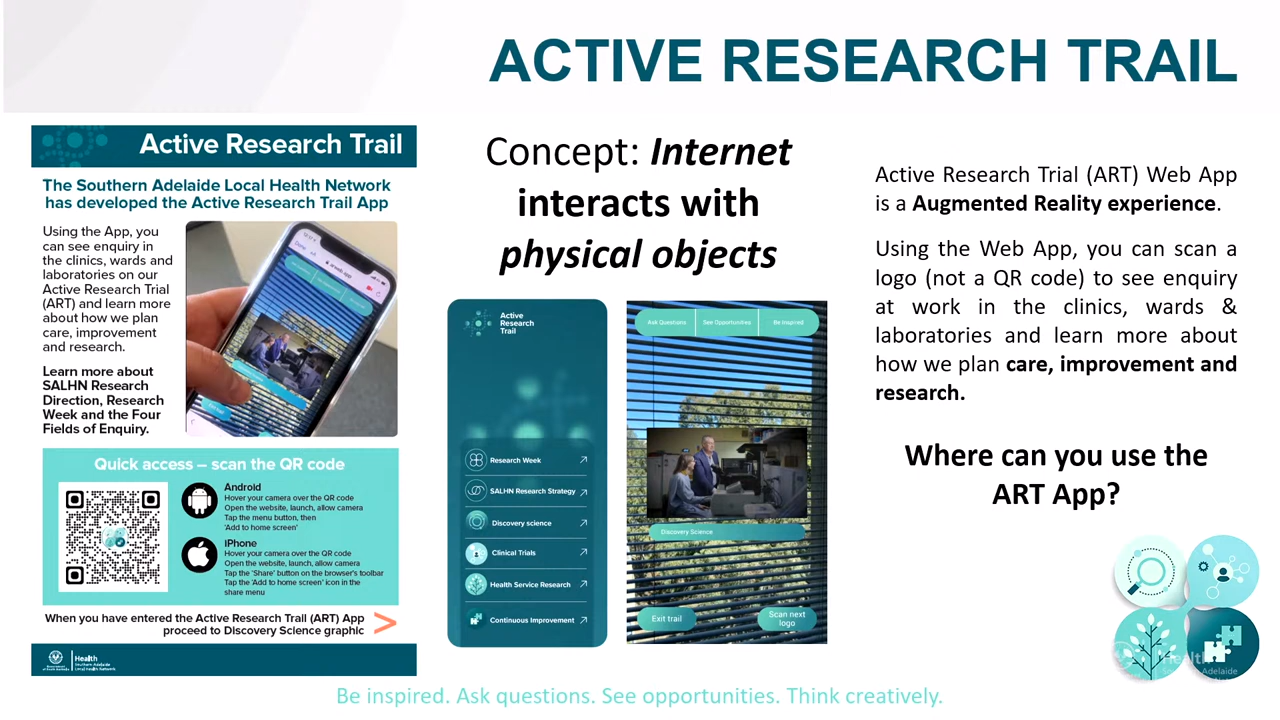 ACTIVE RESEARCH TRAIL
Active Research Trail
The Southern Adelaide Local Health Network
has developed the Active Research Trail App
Using the App, you
can see enquiry in
the clinics, wards and
laboratories on our
Active Research Trial
(ART) and learn more
about how we plan
care, improvement
and research.
Learn more about
SALHN Research
Direction, Research
Week and the Four
Fields of Enquiry.
Quick access – scan the QR code
Android
Hover your camera over the QR code
Open the website, launch, allow camera
Tap the menu button, then
'Add to home screen'
iPhone
Hover your camera over the QR code
Open the website, launch, allow camera
Tap the 'Share' button on the browser's toolbar
Tap the 'Add to home screen' icon in the
share menu
When you have entered the Active Research Trail (ART) App
proceed to Discovery Science graphic
Health
Southern Adelaide
Local Health Network
Concept: Internet
interacts with
physical objects
Active
Research
Trail
Research Week
SALHN Research Strategy
Discovery science
Clinical Trials
Health Service Research
Continuous Improvement
Ask Questions
See Opportunities
Be Inspired
Discovery Science
Exit trail
Scan next
logo
Active Research Trial (ART) Web App
is a Augmented Reality experience.
Using the Web App, you can scan a
logo (not a QR code) to see enquiry
at work in the clinics, wards &
laboratories and learn more about
how we plan care, improvement and
research.
Where can you use the
ART App?
Health
Adelaide
Be inspired. Ask questions. See opportunities. Think creatively.